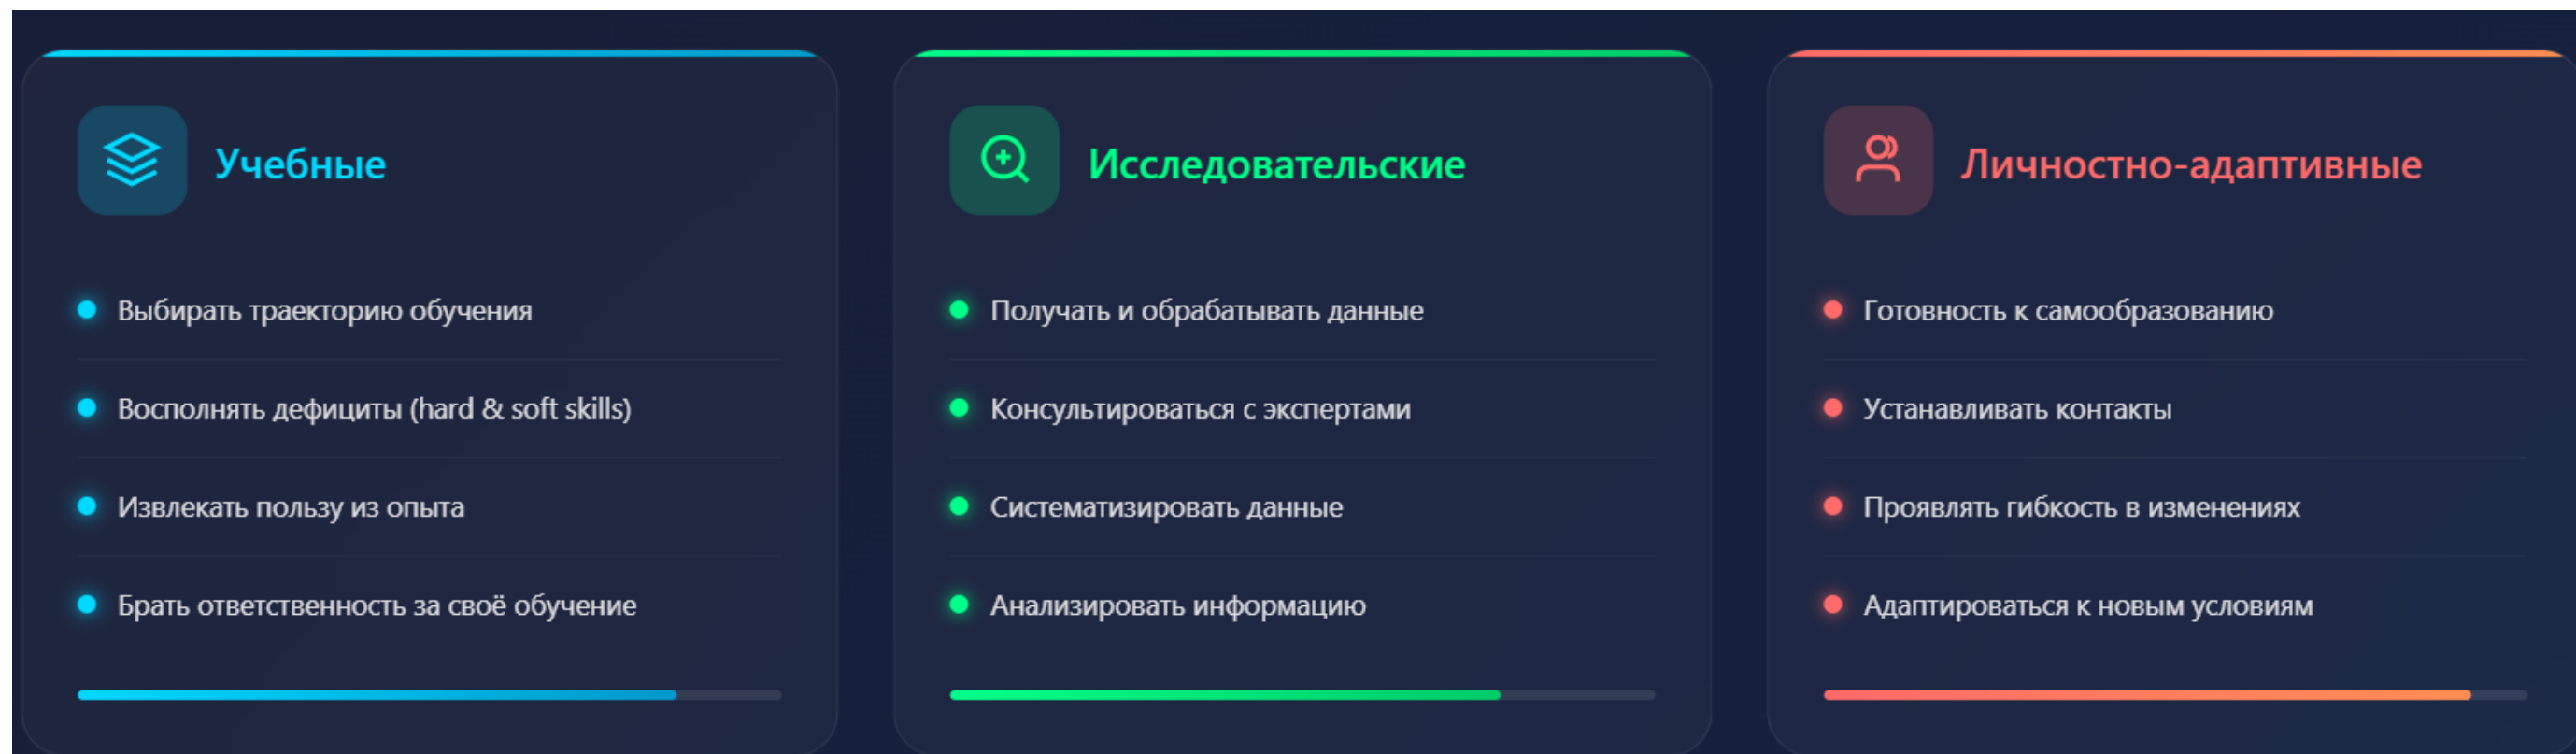 Учебные
Выбирать траекторию обучения
Восполнять дефициты (hard & soft skills)
Извлекать пользу из опыта
Брать ответственность за своё обучение
Исследовательские
Получать и обрабатывать данные
Консультироваться с экспертами
Систематизировать данные
Анализировать информацию
Личностно-адаптивные
Готовность к самообразованию
Устанавливать контакты
Проявлять гибкость в изменениях
Адаптироваться к новым условиям